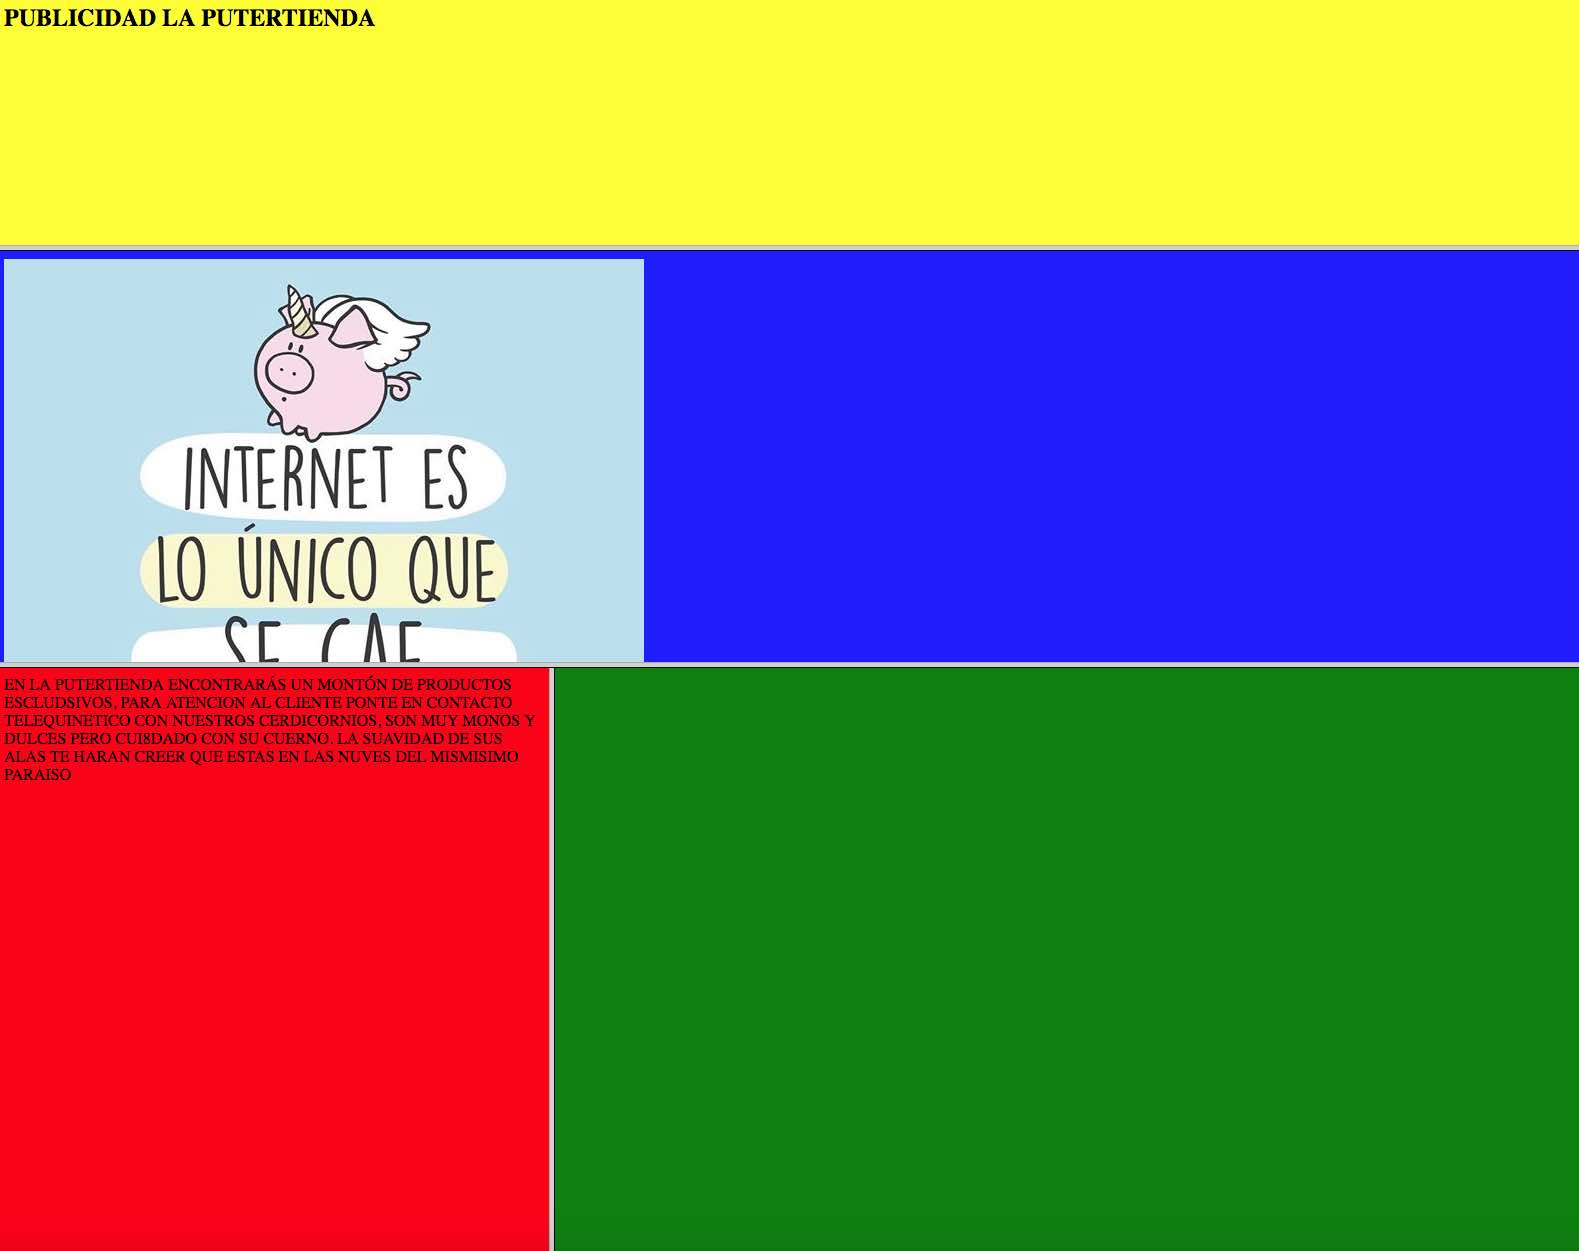 PUBLICIDAD LA PUTERTIENDA
INTERNET ES
LO ÚNICO QUE
SE CAE
EN LA PUTERTIENDA ENCONTRARÁS UN MONTÓN DE PRODUCTOS
ESCLUDSIVOS, PARA ATENCION AL CLIENTE PONTE EN CONTACTO
TELEQUINETICO CON NUESTROS CERDICORNIOS, SON MUY MONOS Y
DULCES PERO CUI8DADO CON SU CUERNO. LA SUAVIDAD DE SUS
ALAS TE HARAN CREER QUE ESTAS EN LAS NUVES DEL MISMISIMO
PARAISO